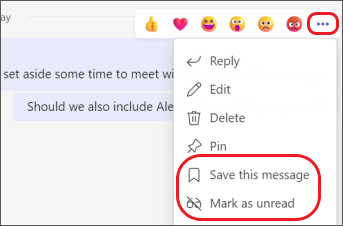 ay
set aside some time to meet wi
Should we also include Ale
Reply
Edit
Delete
Pin
Save this message
Mark as unread